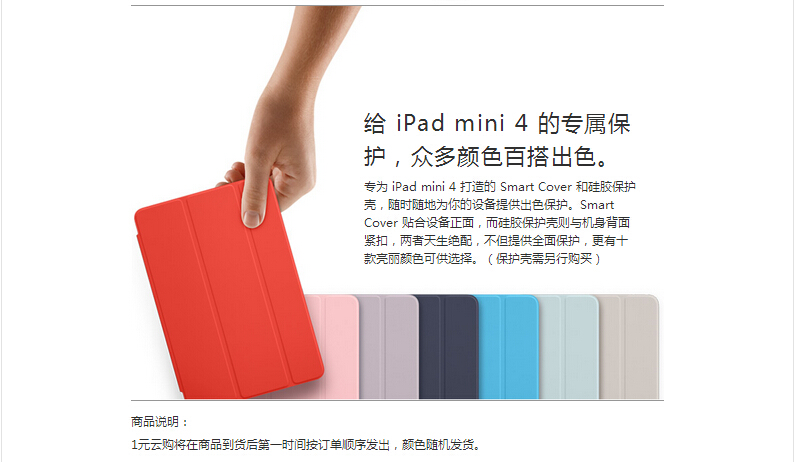 给 iPad mini 4 的专属保
护，众多颜色百搭出色。
专为 iPad mini 4 打造的 Smart Cover 和硅胶保护
壳，随时随地为你的设备提供出色保护。Smart
Cover 贴合设备正面，而硅胶保护壳则与机身背面
紧扣，两者天生绝配，不但提供全面保护，更有十
款亮丽颜色可供选择。（保护壳需另行购买）
商品说明：
1元云购将在商品到货后第一时间按订单顺序发出，颜色随机发货。